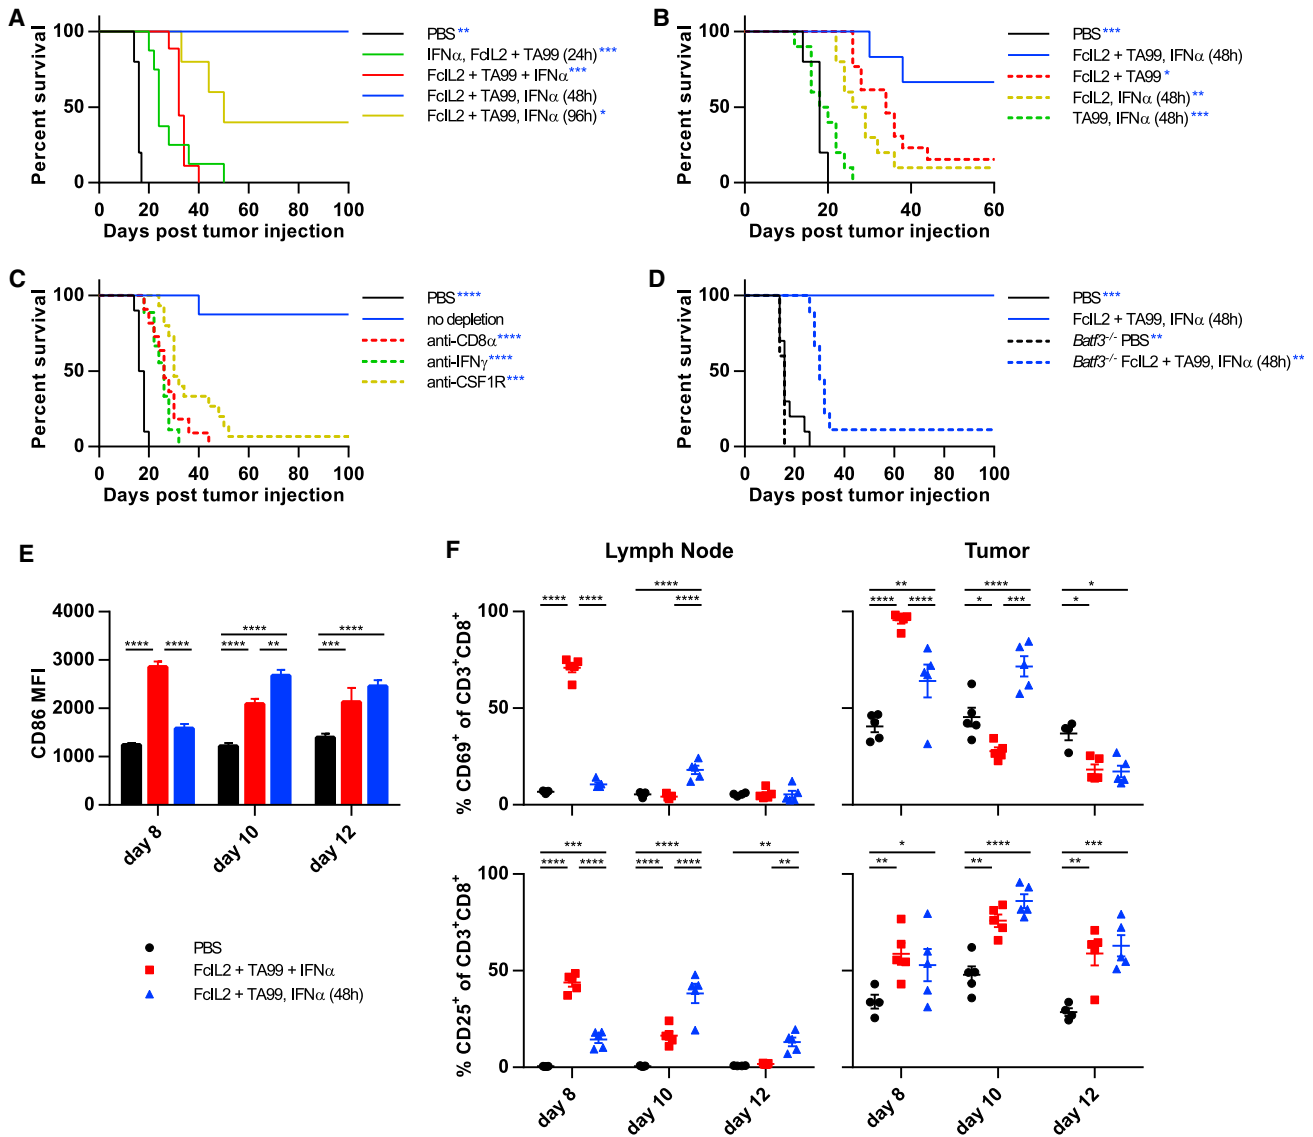 A
100
50
0
Percent survival
0 20 40 60 80 100
Days post tumor injection
PBS **
IFNα, FcIL2 + TA99 (24h) ***
FcIL2 + TA99 + IFNα ***
FcIL2 + TA99, IFNα (48h)
FcIL2 + TA99, IFNα (96h) *
B
100
50
0
Percent survival
0 20 40 60
Days post tumor injection
PBS ***
FcIL2 + TA99, IFNα (48h)
FcIL2 + TA99 *
FcIL2, IFNα (48h) **
TA99, IFNα (48h) ***
C
100
50
0
Percent survival
0 20 40 60 80 100
Days post tumor injection
PBS ****
no depletion
anti-CD8α ****
anti-IFNγ ****
anti-CSF1R ***
D
100
50
0
Percent survival
0 20 40 60 80 100
Days post tumor injection
PBS ***
FcIL2 + TA99, IFNα (48h)
Batf3⁻/⁻ PBS **
Batf3⁻/⁻ FcIL2 + TA99, IFNα (48h) **
E
4000
3000
2000
1000
0
CD86 MFI
**** ****
****
**** **
****
***
day 8 day 10 day 12
PBS
FcIL2 + TA99 + IFNα
FcIL2 + TA99, IFNα (48h)
F
Lymph Node
Tumor
100
50
0
% CD69⁺ of CD3⁺CD8⁺
**** ****
****
****
**
**** ****
****
* ***
*
*
100
50
0
% CD25⁺ of CD3⁺CD8⁺
***
**** ****
****
**** ****
**
**
*
**
****
**
***
**
day 8 day 10 day 12
day 8 day 10 day 12